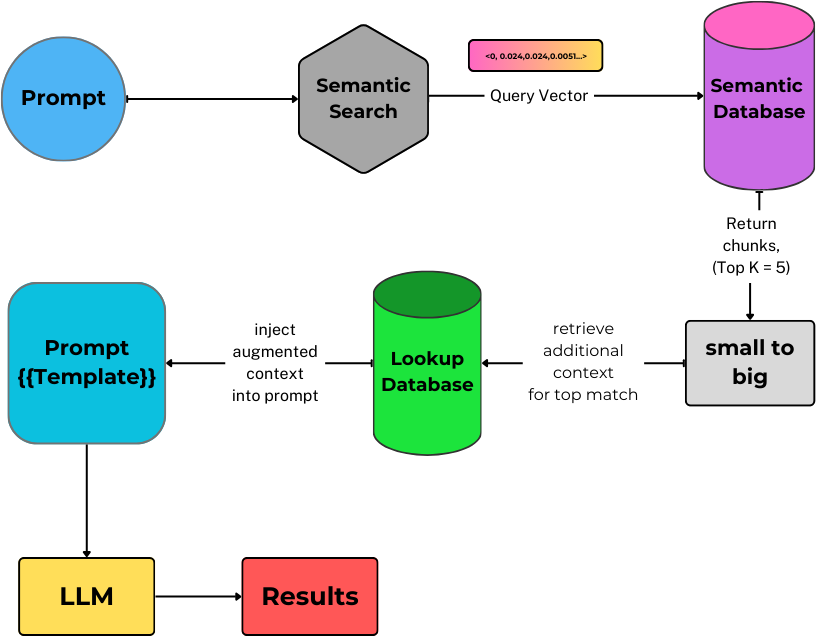 Prompt
Semantic
Search
<0, 0.024,0.024,0.0051...>
Query Vector
Semantic
Database
Return
chunks,
(Top K = 5)
small to
big
retrieve
additional
context
for top match
Lookup
Database
inject
augmented
context
into prompt
Prompt
{{Template}}
LLM
Results